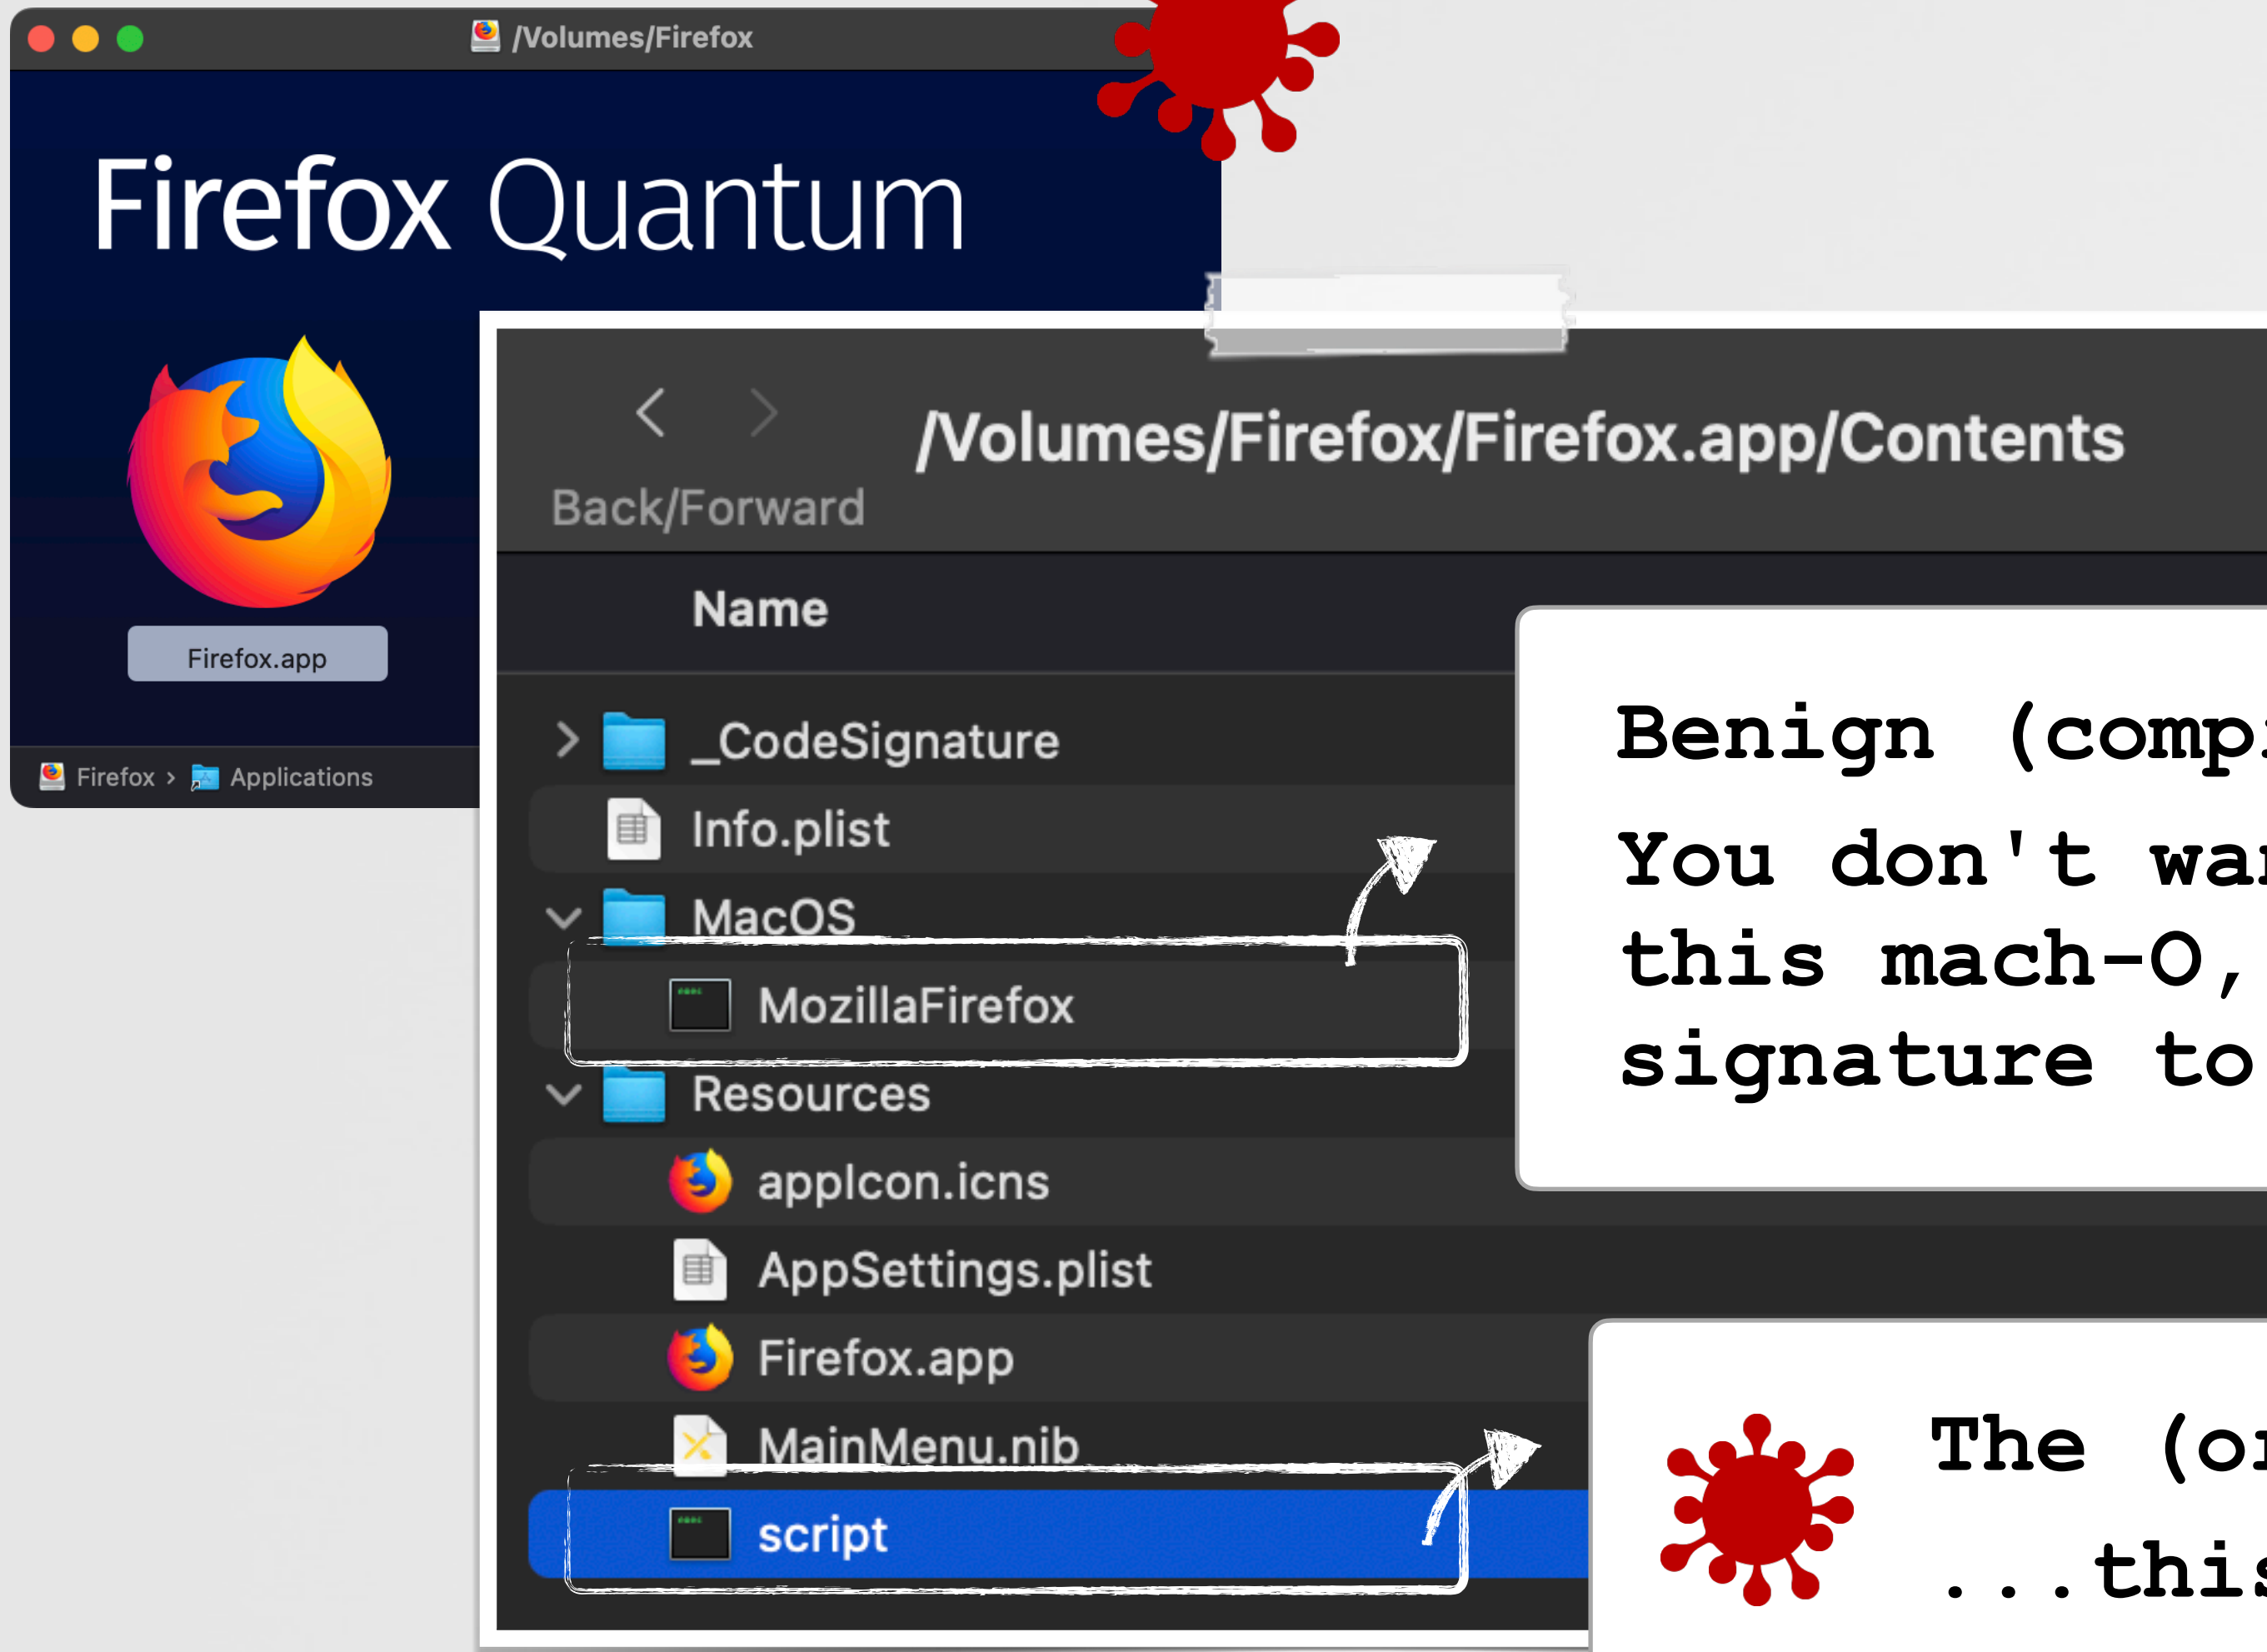 /Volumes/Firefox
Firefox Quantum
Firefox.app
Firefox > Applications
/Volumes/Firefox/Firefox.app/Contents
Back/Forward
Name
_CodeSignature
Info.plist
MacOS
MozillaFirefox
Resources
appIcon.icns
AppSettings.plist
Firefox.app
MainMenu.nib
script
Benign
You don't
this mach-O,
signature to
The